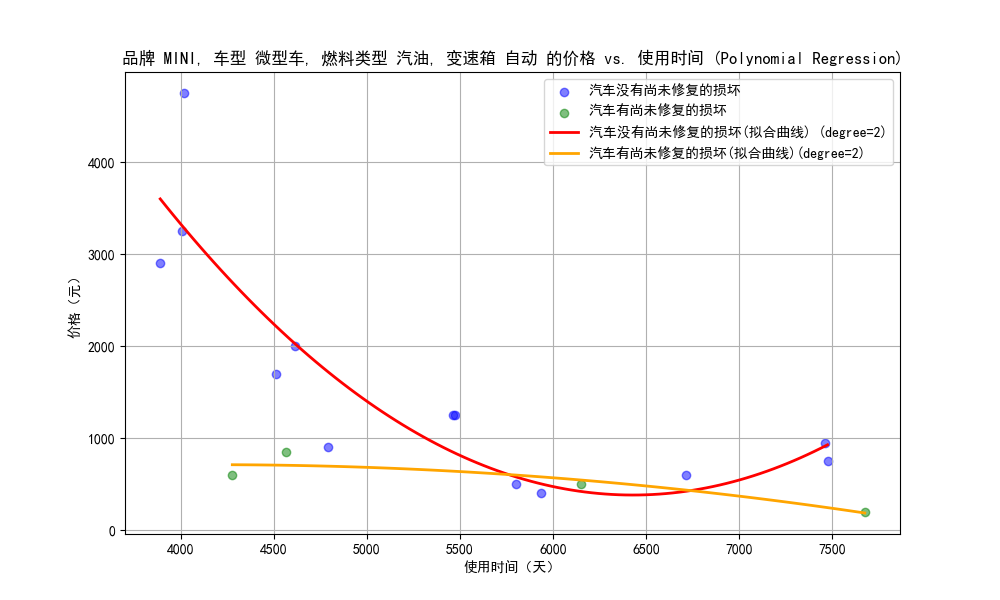 品牌 MINI, 车型 微型车, 燃料类型 汽油, 变速箱 自动 的价格 vs. 使用时间 (Polynomial Regression)
汽车没有尚未修复的损坏
汽车有尚未修复的损坏
汽车没有尚未修复的损坏(拟合曲线) (degree=2)
汽车有尚未修复的损坏(拟合曲线)(degree=2)
价格（元）
4000
3000
2000
1000
0
4000 4500 5000 5500 6000 6500 7000 7500
使用时间（天）